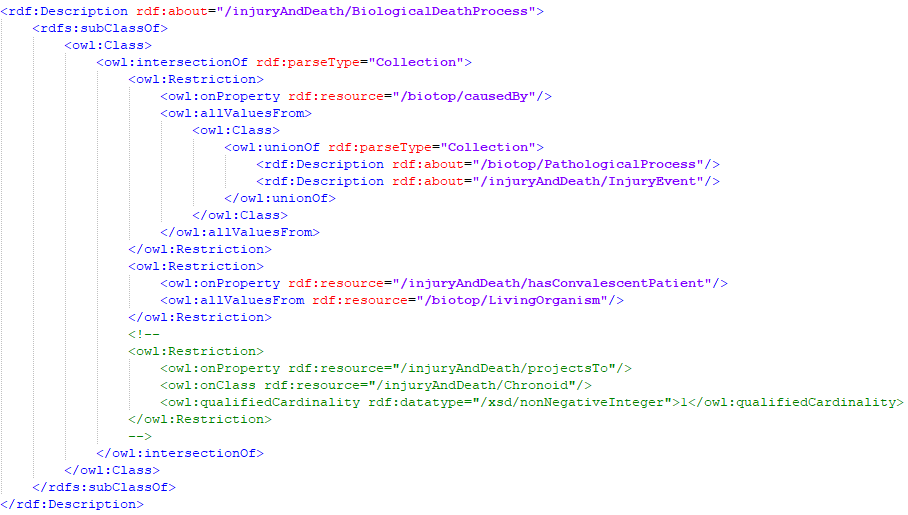 <rdf:Description rdf:about="/injuryAndDeath/BiologicalDeathProcess">
<rdfs:subClassOf>
<owl:Class>
<owl:intersectionOf rdf:parseType="Collection">
<owl:Restriction>
<owl:onProperty rdf:resource="/biotop/causedBy"/>
<owl:allValuesFrom>
<owl:Class>
<owl:unionOf rdf:parseType="Collection">
<rdf:Description rdf:about="/biotop/PathologicalProcess"/>
<rdf:Description rdf:about="/injuryAndDeath/InjuryEvent"/>
</owl:unionOf>
</owl:Class>
</owl:allValuesFrom>
</owl:Restriction>
<owl:Restriction>
<owl:onProperty rdf:resource="/injuryAndDeath/hasConvalescentPatient"/>
<owl:allValuesFrom rdf:resource="/biotop/LivingOrganism"/>
</owl:Restriction>
<!--
<owl:Restriction>
<owl:onProperty rdf:resource="/injuryAndDeath/projectsTo"/>
<owl:onClass rdf:resource="/injuryAndDeath/Chronoid"/>
<owl:qualifiedCardinality rdf:datatype="/xsd/nonNegativeInteger">1</owl:qualifiedCardinality>
</owl:Restriction>
-->
</owl:intersectionOf>
</owl:Class>
</rdfs:subClassOf>
</rdf:Description>